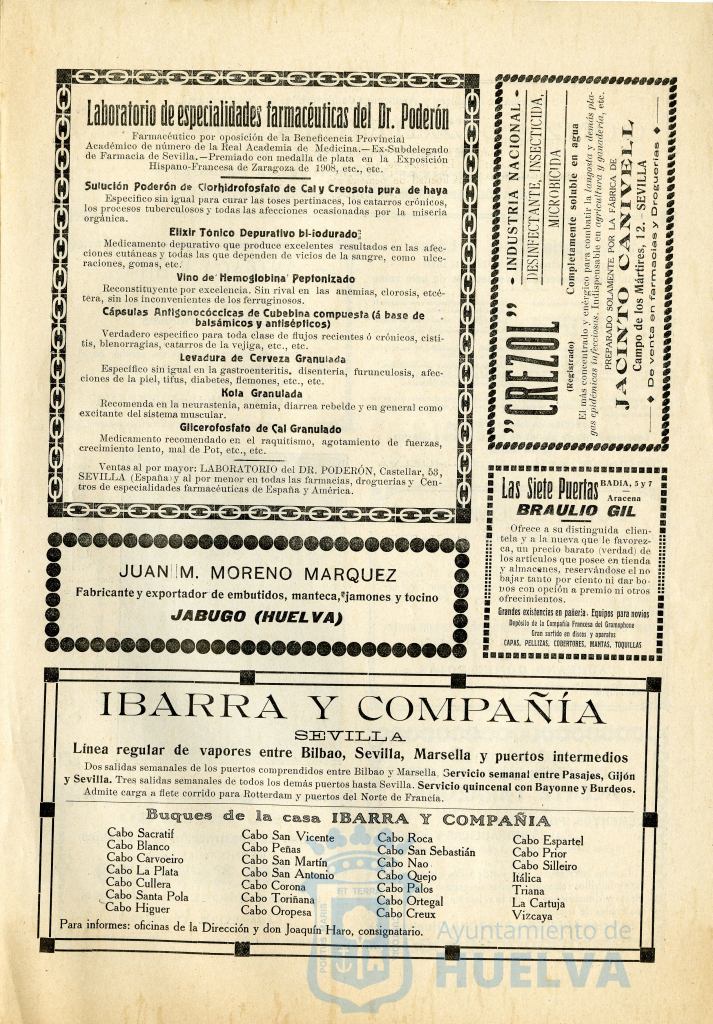 Laboratorio de especialidades farmacéuticas del Dr. Poderón
Farmacéutico por oposición de la Beneficencia Provincial
Académico de número de la Real Academia de Medicina.—Ex-Subdelegado
de Farmacia de Sevilla.—Premiado con medalla de plata en la Exposición
Hispano-Francesa de Zaragoza de 1908, etc., etc.
Sulución Poderón de Clorhidrofosfato de Cal y Creosota pura de haya
Específico sin igual para curar las toses pertinaces, los catarros crónicos,
los procesos tuberculosos y todas las afecciones ocasionadas por la miseria
orgánica.
Elixir Tónico Depurativo bi-iodurado
Medicamento depurativo que produce excelentes resultados en las afec-
ciones cutáneas y todas las que dependen de vicios de la sangre, como ulce-
raciones, gomas, etc.
Vino de Hemoglobina Peptonizado
Reconstituyente por excelencia. Sin rival en las anemias, clorosis, etcé-
tera, sin los inconvenientes de los ferruginosos.
Cápsulas Antigonocóccicas de Cubebina compuesta (á base de
balsámicos y antisépticos)
Verdadero específico para toda clase de flujos recientes ó crónicos, cisti-
tis, blenorragias, catarros de la vejiga, etc., etc.
Levadura de Cerveza Granulada
Específico sin igual en la gastroenteritis, disenteria, furunculosis, afec-
ciones de la piel, tifus, diabetes, flemones, etc., etc.
Kola Granulada
Recomenda en la neurastenia, anemia, diarrea rebelde y en general como
excitante del sistema muscular.
Glicerofosfato de Cal Granulado
Medicamento recomendado en el raquitismo, agotamiento de fuerzas,
crecimiento lento, mal de Pot, etc., etc.
Ventas al por mayor: LABORATORIO del DR. PODERÓN, Castellar, 53,
SEVILLA (España) y al por menor en todas las farmacias, droguerias y Cen-
tros de especialidades farmacéuticas de España y América.
„CREZOL” - INDUSTRIA NACIONAL -
DESINFECTANTE, INSECTICIDA,
MICROBICIDA
(Registrado) Completamente soluble en agua
El más concentrado y enérgico para combatir la langosta y demás pla-
gas epidémicas infecciosas. Indispensable en agricultura y ganadería, etc.
PREPARADO SOLAMENTE POR LA FÁBRICA DE
JACINTO CANIVELL
Campo de los Mártires, 12. SEVILLA
◆ De venta en farmacias y Droguerias ◆
Las Siete Puertas BADIA, 5 y 7
— Aracena
BRAULIO GIL
Ofrece a su distinguida clien-
tela y a la nueva que le favorez-
ca, un precio barato (verdad) de
los artículos que posee en tienda
y almacenes, reservándose el no
bajar tanto por ciento ni dar bo-
nos con opción a premio ni otros
ofrecimientos.
Grandes existencias en pañería. Equipos para novios
Depósito de la Compañía Francesa del Gramophone
Gran surtido en discos y aparatos
CAPAS, PELLIZAS, COBERTORES, MANTAS, TOQUILLAS
JUAN M. MORENO MARQUEZ
Fabricante y exportador de embutidos, manteca, jamones y tocino
JABUGO (HUELVA)
IBARRA Y COMPAÑÍA
SEVILLA
Línea regular de vapores entre Bilbao, Sevilla, Marsella y puertos intermedios
Dos salidas semanales de los puertos comprendidos entre Bilbao y Marsella. Servicio semanal entre Pasajes, Gijón
y Sevilla. Tres salidas semanales de todos los demás puertos hasta Sevilla. Servicio quincenal con Bayonne y Burdeos.
Admite carga a flete corrido para Rotterdam y puertos del Norte de Francia.
Buques de la casa IBARRA Y COMPAÑIA
Cabo Sacratif
Cabo Blanco
Cabo Carvoeiro
Cabo La Plata
Cabo Cullera
Cabo Santa Pola
Cabo Higuer
Cabo San Vicente
Cabo Peñas
Cabo San Martín
Cabo San Antonio
Cabo Corona
Cabo Toriñana
Cabo Oropesa
Cabo Roca
Cabo San Sebastián
Cabo Nao
Cabo Quejo
Cabo Palos
Cabo Ortegal
Cabo Creux
Cabo Espartel
Cabo Prior
Cabo Silleiro
Itálica
Triana
La Cartuja
Vizcaya
Para informes: oficinas de la Dirección y don Joaquín Haro, consignatario.
Ayuntamiento de
HUELVA